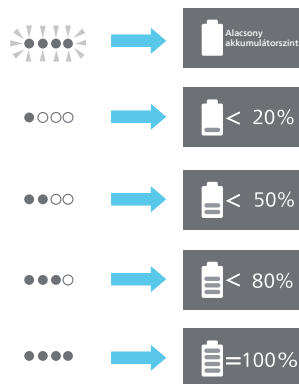 Alacsony
akkumulátorszint
< 20%
< 50%
< 80%
=100%